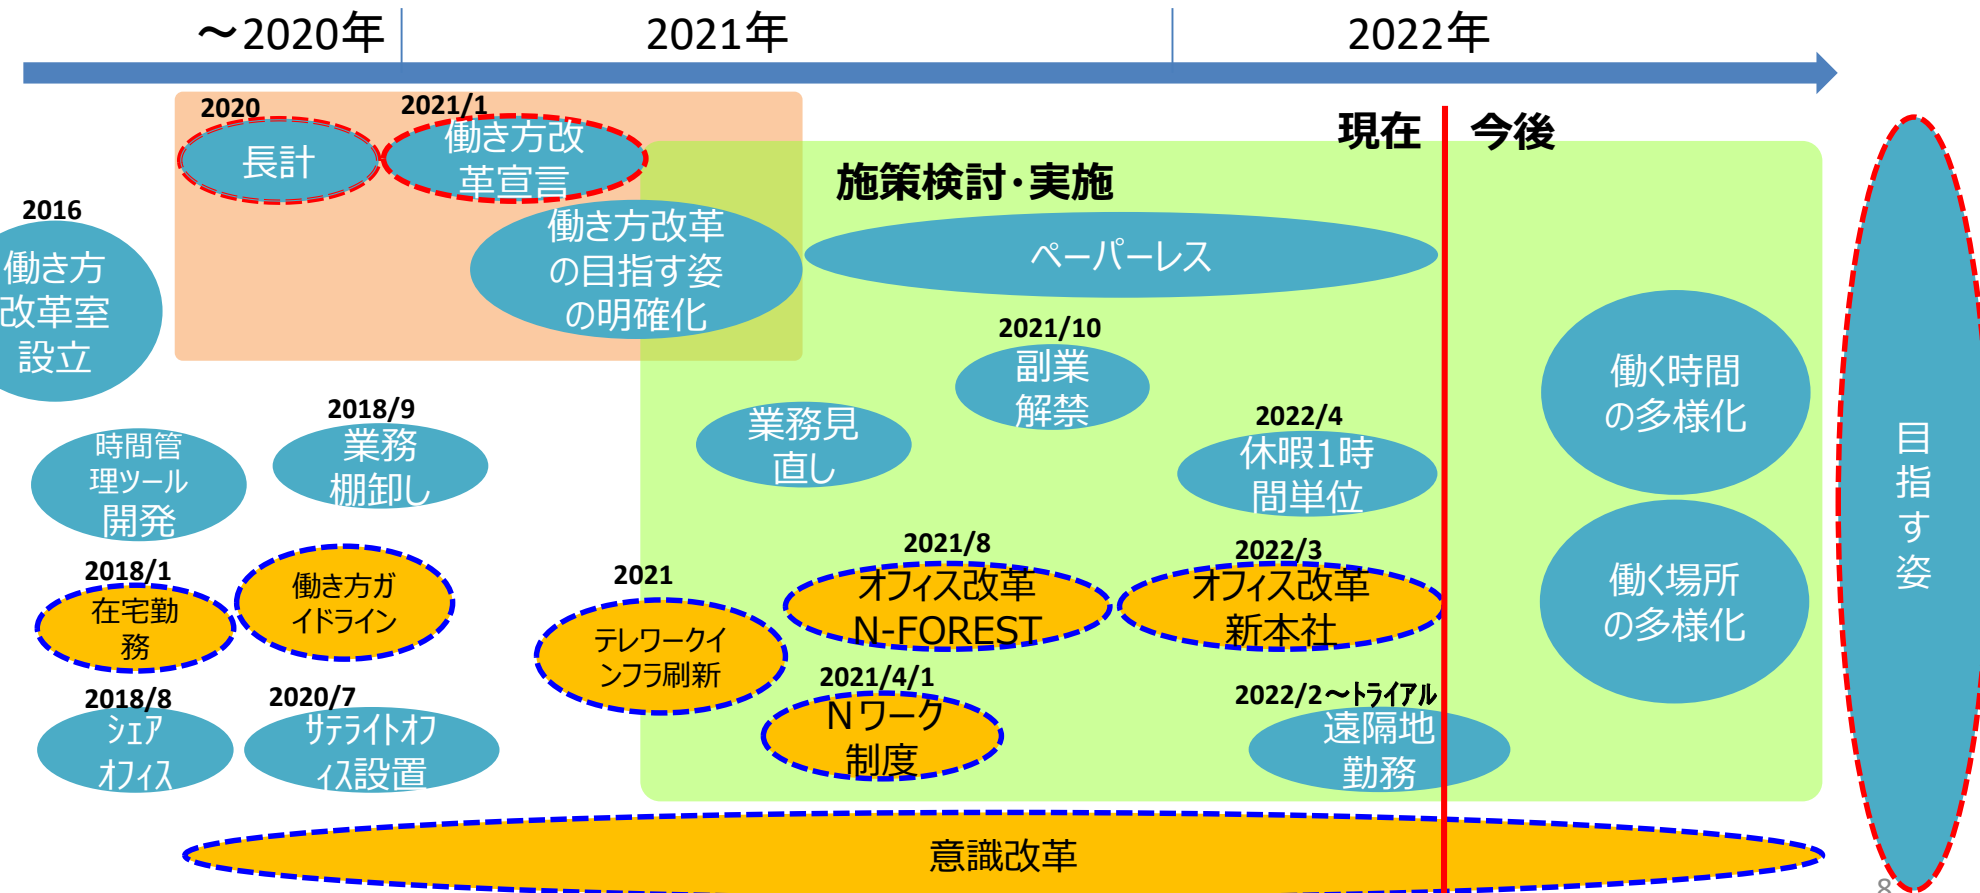 ～2020年
2021年
2022年
2020
長計
2021/1
働き方改
革宣言
現在
今後
施策検討・実施
2016
働き方
改革室
設立
働き方改革
の目指す姿
の明確化
ペーパーレス
2021/10
副業
解禁
働く時間
の多様化
2018/9
業務
棚卸し
時間管
理ツール
開発
業務見
直し
2022/4
休暇1時
間単位
目
指
す
姿
2018/1
在宅勤
務
働き方ガ
イドライン
2021
テレワークイ
ンフラ刷新
2021/8
オフィス改革
N-FOREST
2022/3
オフィス改革
新本社
働く場所
の多様化
2018/8
シェア
オフィス
2020/7
サテライトオフ
ィス設置
2021/4/1
Nワーク
制度
2022/2～トライアル
遠隔地
勤務
意識改革
8